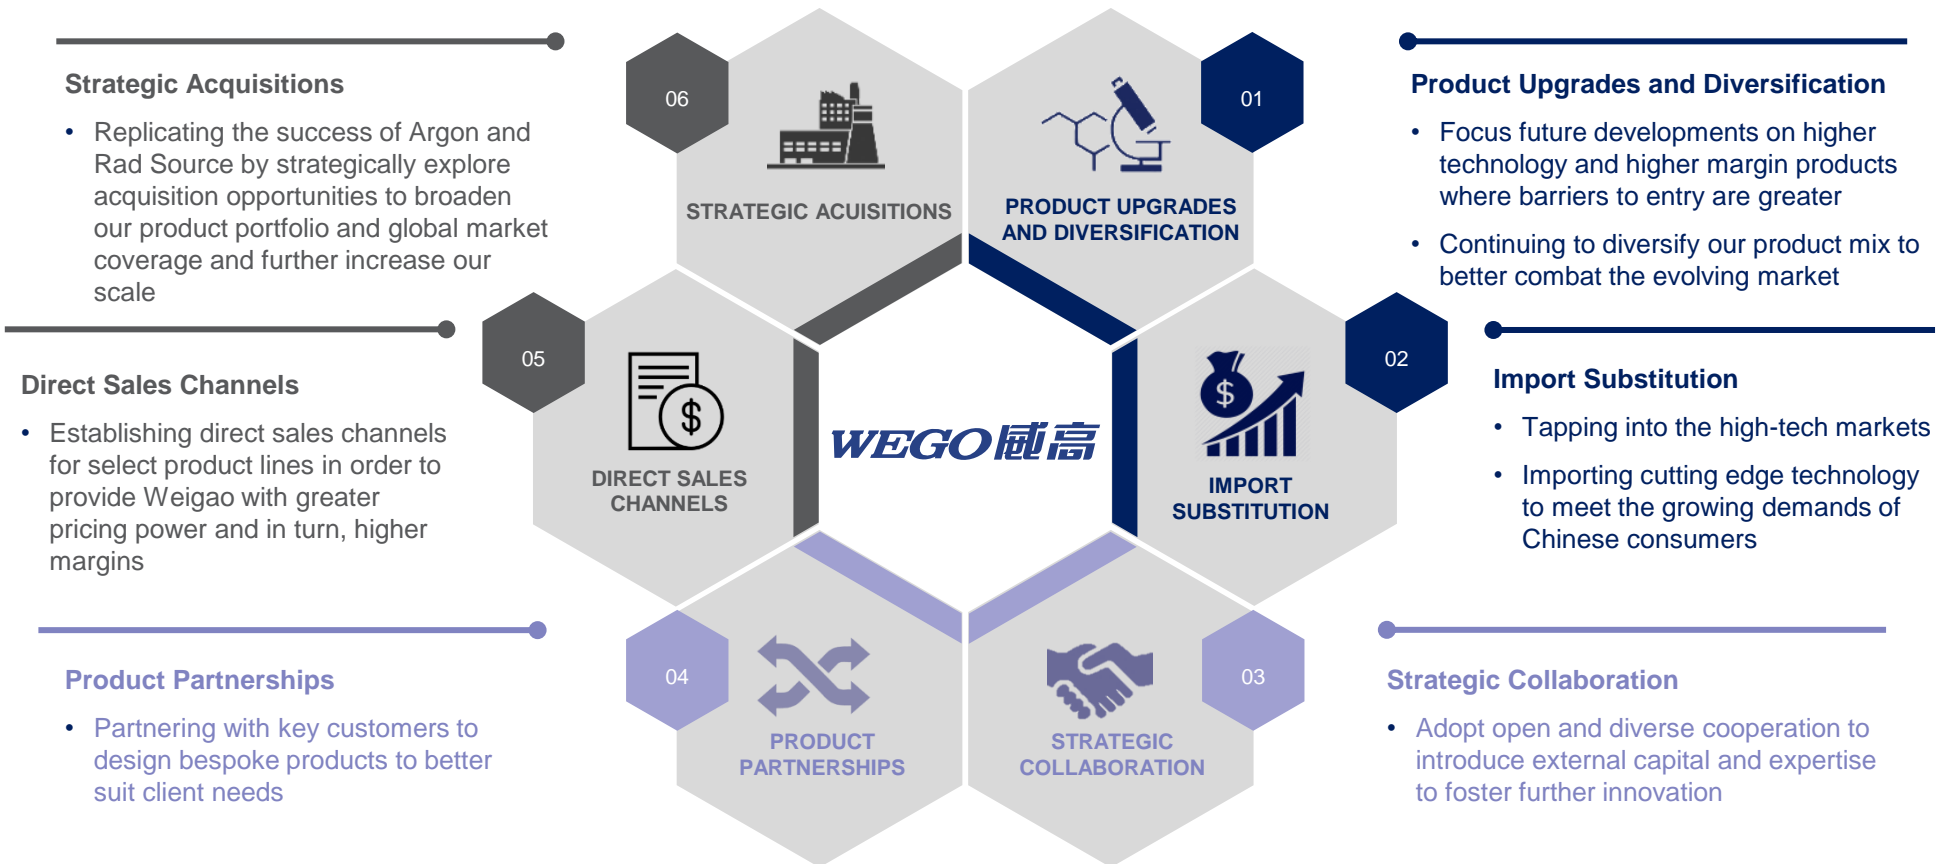 Strategic Acquisitions
• Replicating the success of Argon and
Rad Source by strategically explore
acquisition opportunities to broaden
our product portfolio and global market
coverage and further increase our
scale
Direct Sales Channels
• Establishing direct sales channels
for select product lines in order to
provide Weigao with greater
pricing power and in turn, higher
margins
Product Partnerships
• Partnering with key customers to
design bespoke products to better
suit client needs
06
STRATEGIC ACUISITIONS
01
PRODUCT UPGRADES
AND DIVERSIFICATION
05
$
DIRECT SALES
CHANNELS
WEGO威高
02
$
IMPORT
SUBSTITUTION
04
PRODUCT
PARTNERSHIPS
03
STRATEGIC
COLLABORATION
Product Upgrades and Diversification
• Focus future developments on higher
technology and higher margin products
where barriers to entry are greater
• Continuing to diversify our product mix to
better combat the evolving market
Import Substitution
• Tapping into the high-tech markets
• Importing cutting edge technology
to meet the growing demands of
Chinese consumers
Strategic Collaboration
• Adopt open and diverse cooperation to
introduce external capital and expertise
to foster further innovation